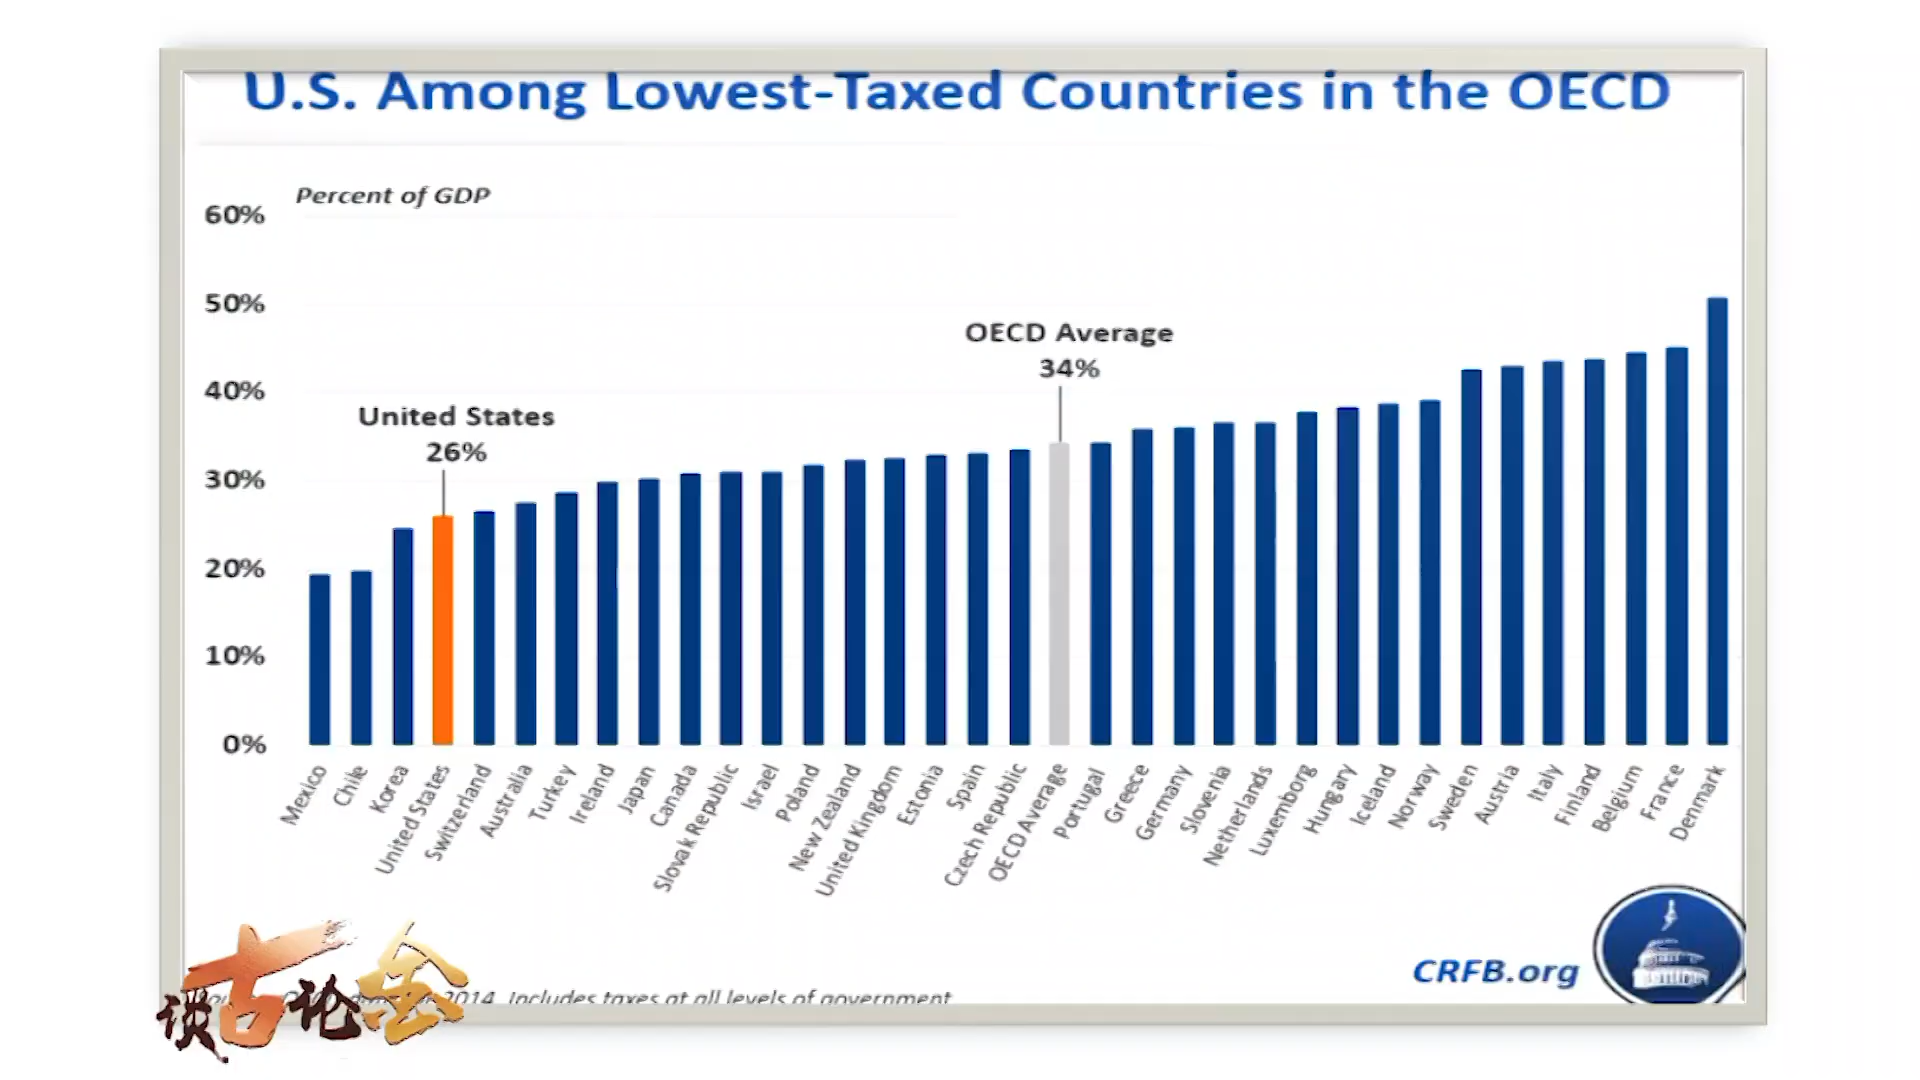 U.S. Among Lowest-Taxed Countries in the OECD
Percent of GDP
60%
50%
40%
30%
20%
10%
0%
United States
26%
OECD Average
34%
Mexico
Chile
Korea
United States
Switzerland
Australia
Turkey
Ireland
Japan
Canada
Slovak Republic
Israel
Poland
New Zealand
United Kingdom
Estonia
Spain
Czech Republic
OECD Average
Portugal
Greece
Germany
Slovenia
Netherlands
Luxemborg
Hungary
Iceland
Norway
Sweden
Austria
Italy
Finland
Belgium
France
Denmark
CRFB.org
2014. Includes taxes at all levels of government
谈古论金